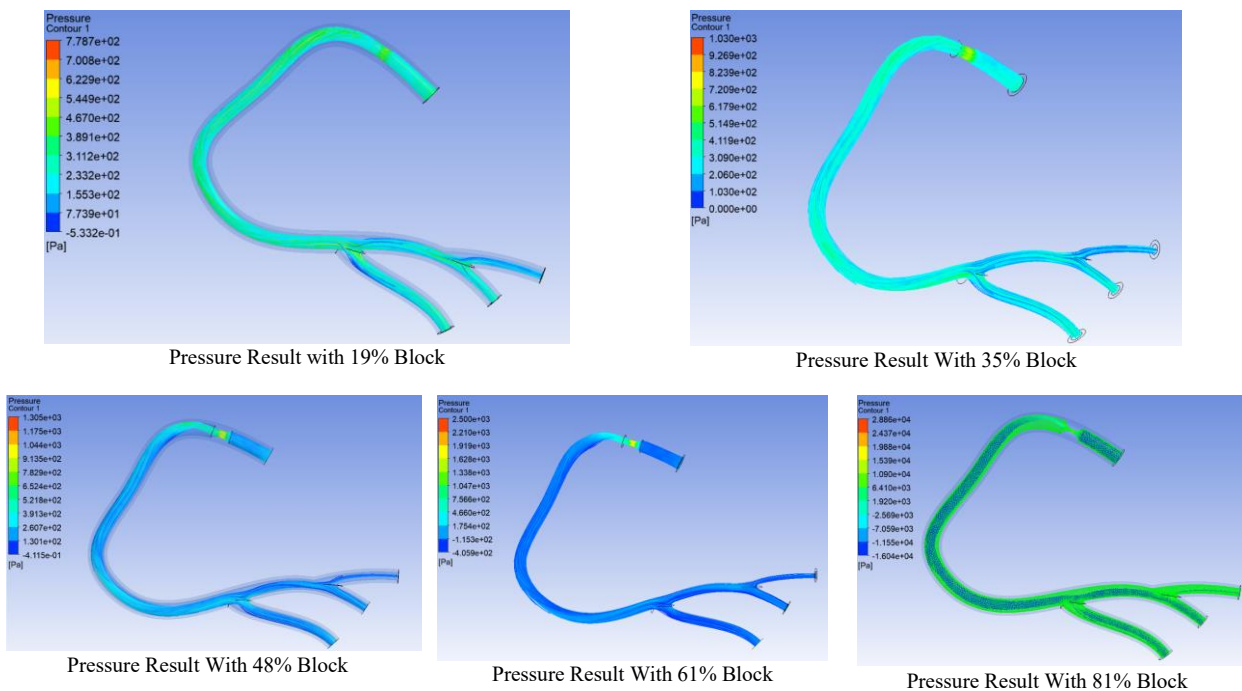 Pressure
Contour 1
7.787e+02
7.008e+02
6.229e+02
5.449e+02
4.670e+02
3.891e+02
3.112e+02
2.332e+02
1.553e+02
7.739e+01
-5.332e-01
[Pa]
Pressure Result with 19% Block
Pressure
Contour 1
1.030e+03
9.269e+02
8.239e+02
7.209e+02
6.179e+02
5.149e+02
4.119e+02
3.090e+02
2.060e+02
1.030e+02
0.000e+00
[Pa]
Pressure Result With 35% Block
Pressure
Contour 1
1.305e+03
1.175e+03
1.044e+03
9.135e+02
7.829e+02
6.524e+02
5.218e+02
3.913e+02
2.607e+02
1.301e+02
-4.115e-01
[Pa]
Pressure Result With 48% Block
Pressure
Contour 1
2.500e+03
2.210e+03
1.919e+03
1.628e+03
1.338e+03
1.047e+03
7.566e+02
4.660e+02
1.754e+02
-1.153e+02
-4.059e+02
[Pa]
Pressure Result With 61% Block
Pressure
Contour 1
2.886e+04
2.437e+04
1.988e+04
1.539e+04
1.090e+04
6.410e+03
1.920e+03
-2.569e+03
-7.059e+03
-1.155e+04
-1.604e+04
[Pa]
Pressure Result With 81% Block